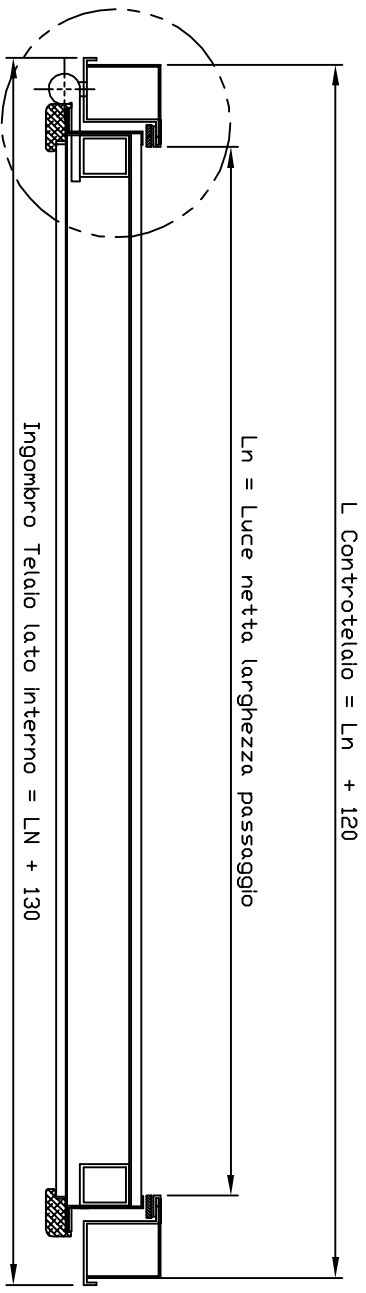 L Controtelaio = Ln + 120
Ln = Luce netta larghezza passaggio
Ingombro Telaio lato interno = LN + 130